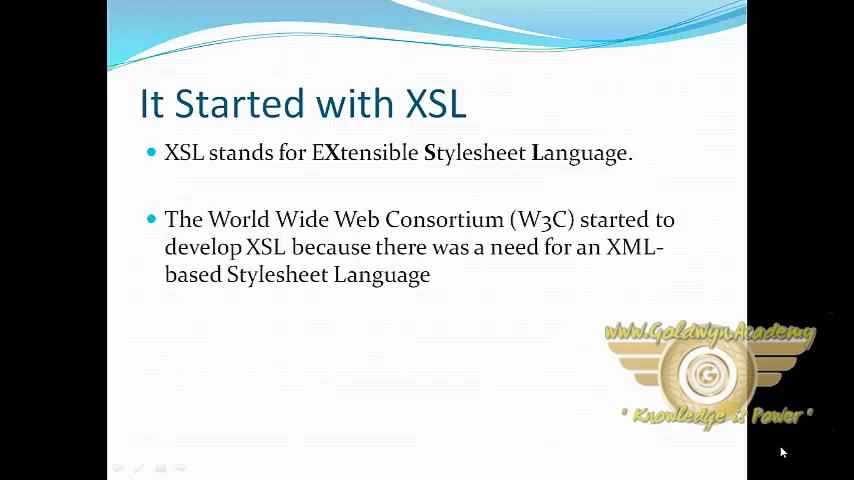 It Started with XSL
XSL stands for EXtensible Stylesheet Language.
The World Wide Web Consortium (W3C) started to
develop XSL because there was a need for an XML-
based Stylesheet Language
www.GoldwynAcademy
G
" Knowledge is Power "